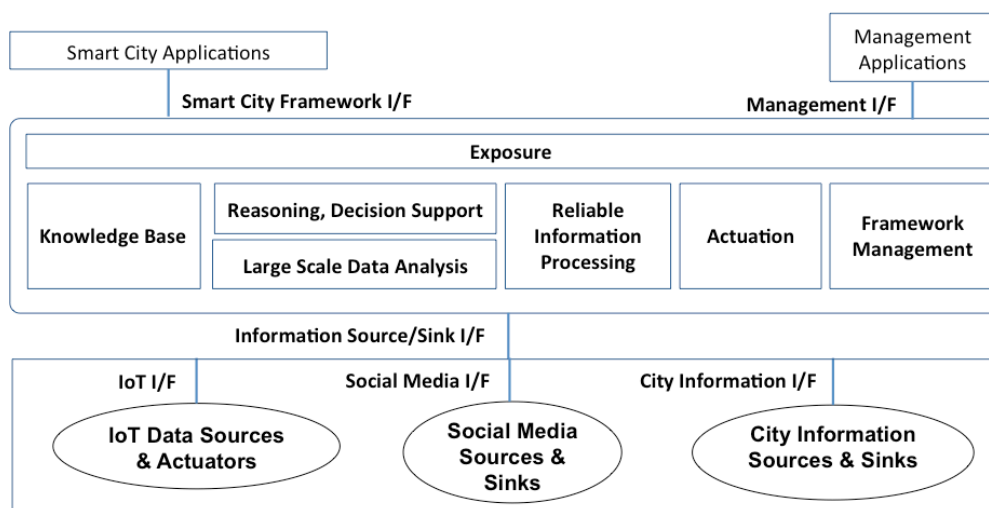 Smart City Applications
Management
Applications
Smart City Framework I/F
Management I/F
Exposure
Knowledge Base
Reasoning, Decision Support
Large Scale Data Analysis
Reliable
Information
Processing
Actuation
Framework
Management
Information Source/Sink I/F
IoT I/F
Social Media I/F
City Information I/F
IoT Data Sources
& Actuators
Social Media
Sources &
Sinks
City Information
Sources & Sinks